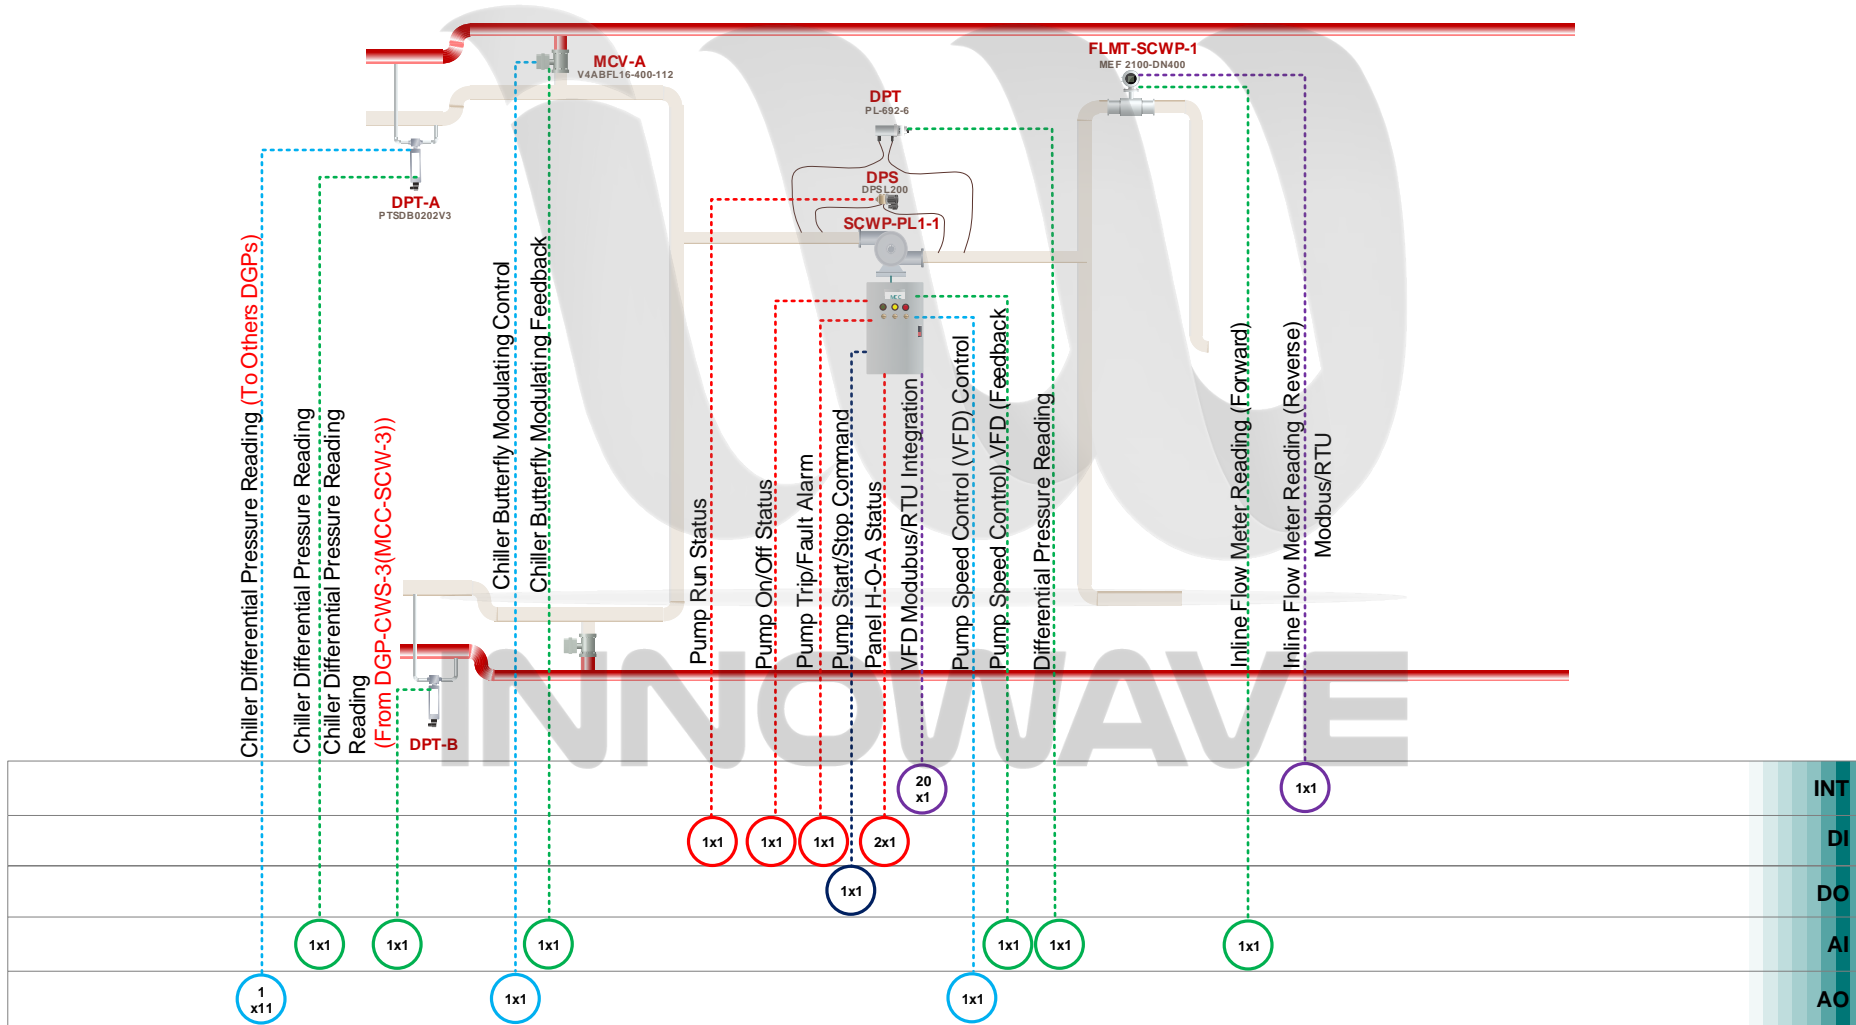 MCV-A
V4ABFL16-400-112
FLMT-SCWP-1
MEF 2100-DN400
DPT
PL-692-6
DPS
DPSL200
DPT-A
PTSDB0202V3
SCWP-PL1-1
Chiller Differential Pressure Reading (To Others DGPs)
Chiller Differential Pressure Reading
Chiller Differential Pressure Reading
Reading
(From DGP-CWS-3(MCC-SCW-3))
Chiller Butterfly Modulating Control
Chiller Butterfly Modulating Feedback
Pump Run Status
Pump On/Off Status
Pump Trip/Fault Alarm
Pump Start/Stop Command
Panel H-O-A Status
VFD Modubus/RTU Integration
Pump Speed Control (VFD) Control
Pump Speed Control) VFD (Feedback
Differential Pressure Reading
Inline Flow Meter Reading (Forward)
Inline Flow Meter Reading (Reverse)
Modbus/RTU
DPT-B
INNOWAVE
20
x1
1x1
INT
1x1
1x1
1x1
2x1
DI
1x1
DO
1x1
1x1
1x1
1x1
1x1
1x1
AI
1
x11
1x1
1x1
AO